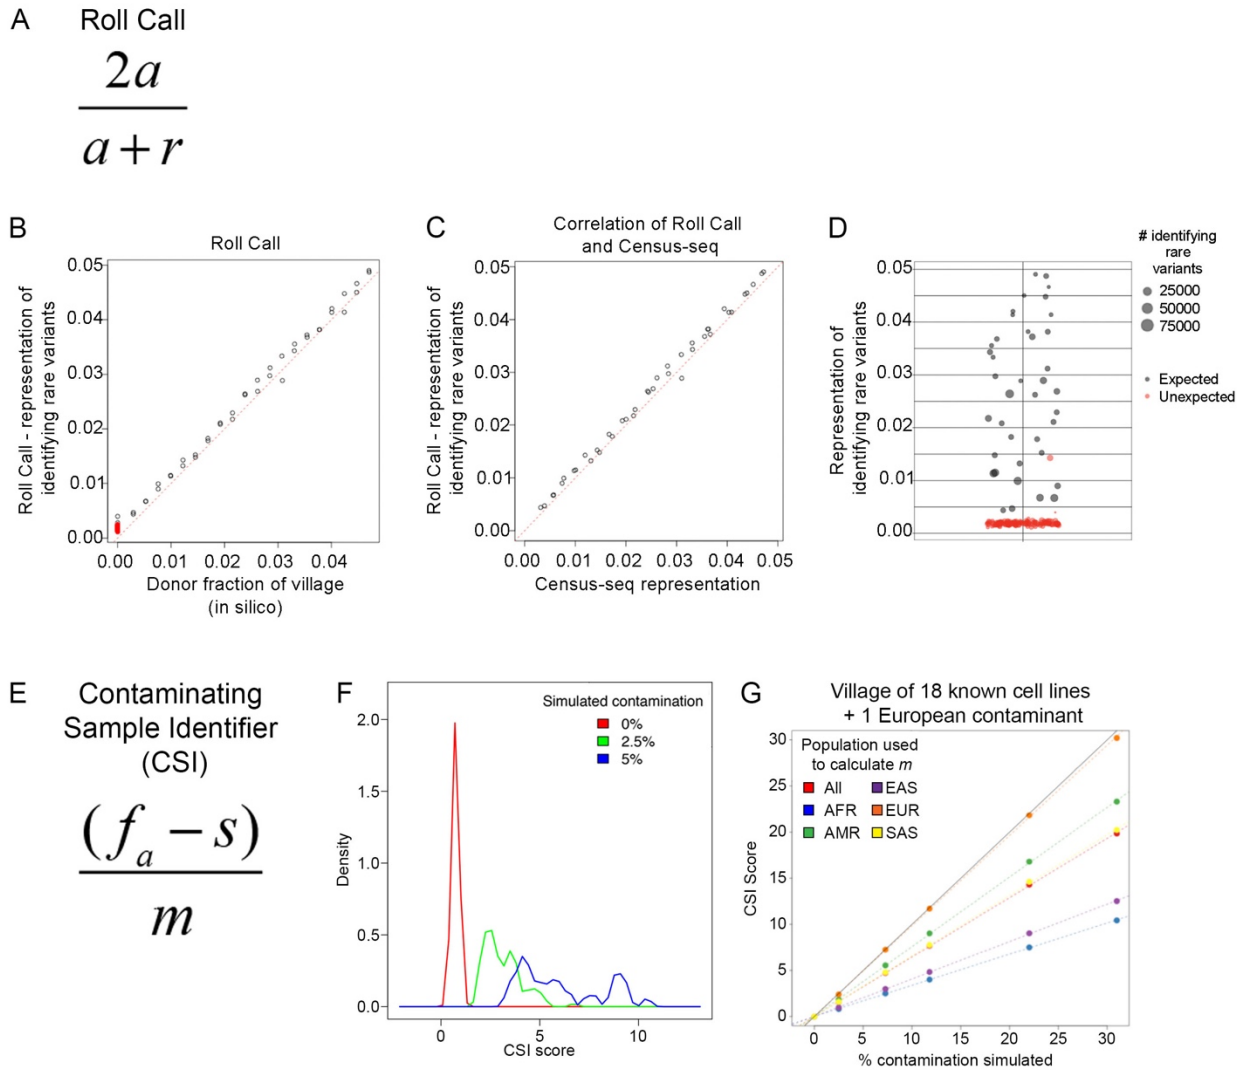 A
Roll Call
2a
a + r
B
Roll Call
Roll Call - representation of
identifying rare variants
0.05
0.04
0.03
0.02
0.01
0.00
0.00 0.01 0.02 0.03 0.04
Donor fraction of village
(in silico)
C
Correlation of Roll Call
and Census-seq
Roll Call - representation of
identifying rare variants
0.05
0.04
0.03
0.02
0.01
0.00
0.00 0.01 0.02 0.03 0.04 0.05
Census-seq representation
D
Representation of
identifying rare variants
0.05
0.04
0.03
0.02
0.01
0.00
# identifying
rare
variants
25000
50000
75000
Expected
Unexpected
E
Contaminating
Sample Identifier
(CSI)
(fa – s)
m
F
Density
2.0
1.5
1.0
0.5
0.0
Simulated contamination
0%
2.5%
5%
0 5 10
CSI score
G
Village of 18 known cell lines
+ 1 European contaminant
CSI Score
30
25
20
15
10
5
0
Population used
to calculate m
All EAS
AFR EUR
AMR SAS
0 5 10 15 20 25 30
% contamination simulated